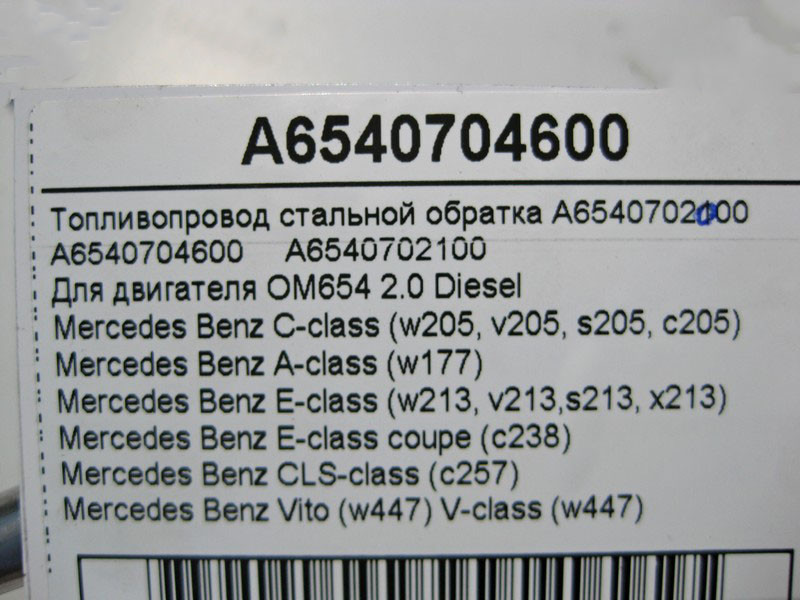 A6540704600
Топливопровод стальной обратка A6540702100
A6540704600 A6540702100
Для двигателя OM654 2.0 Diesel
Mercedes Benz C-class (w205, v205, s205, c205)
Mercedes Benz A-class (w177)
Mercedes Benz E-class (w213, v213,s213, x213)
Mercedes Benz E-class coupe (c238)
Mercedes Benz CLS-class (c257)
Mercedes Benz Vito (w447) V-class (w447)